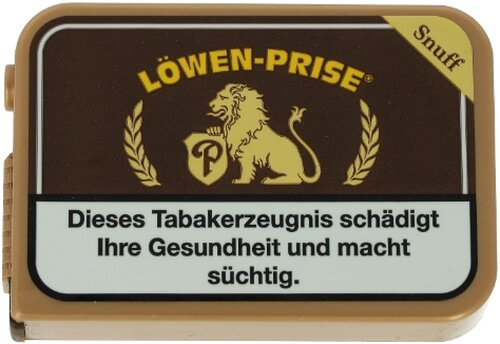 Snuff
LÖWEN-PRISE®
P
Dieses Tabakerzeugnis schädigt
Ihre Gesundheit und macht
süchtig.